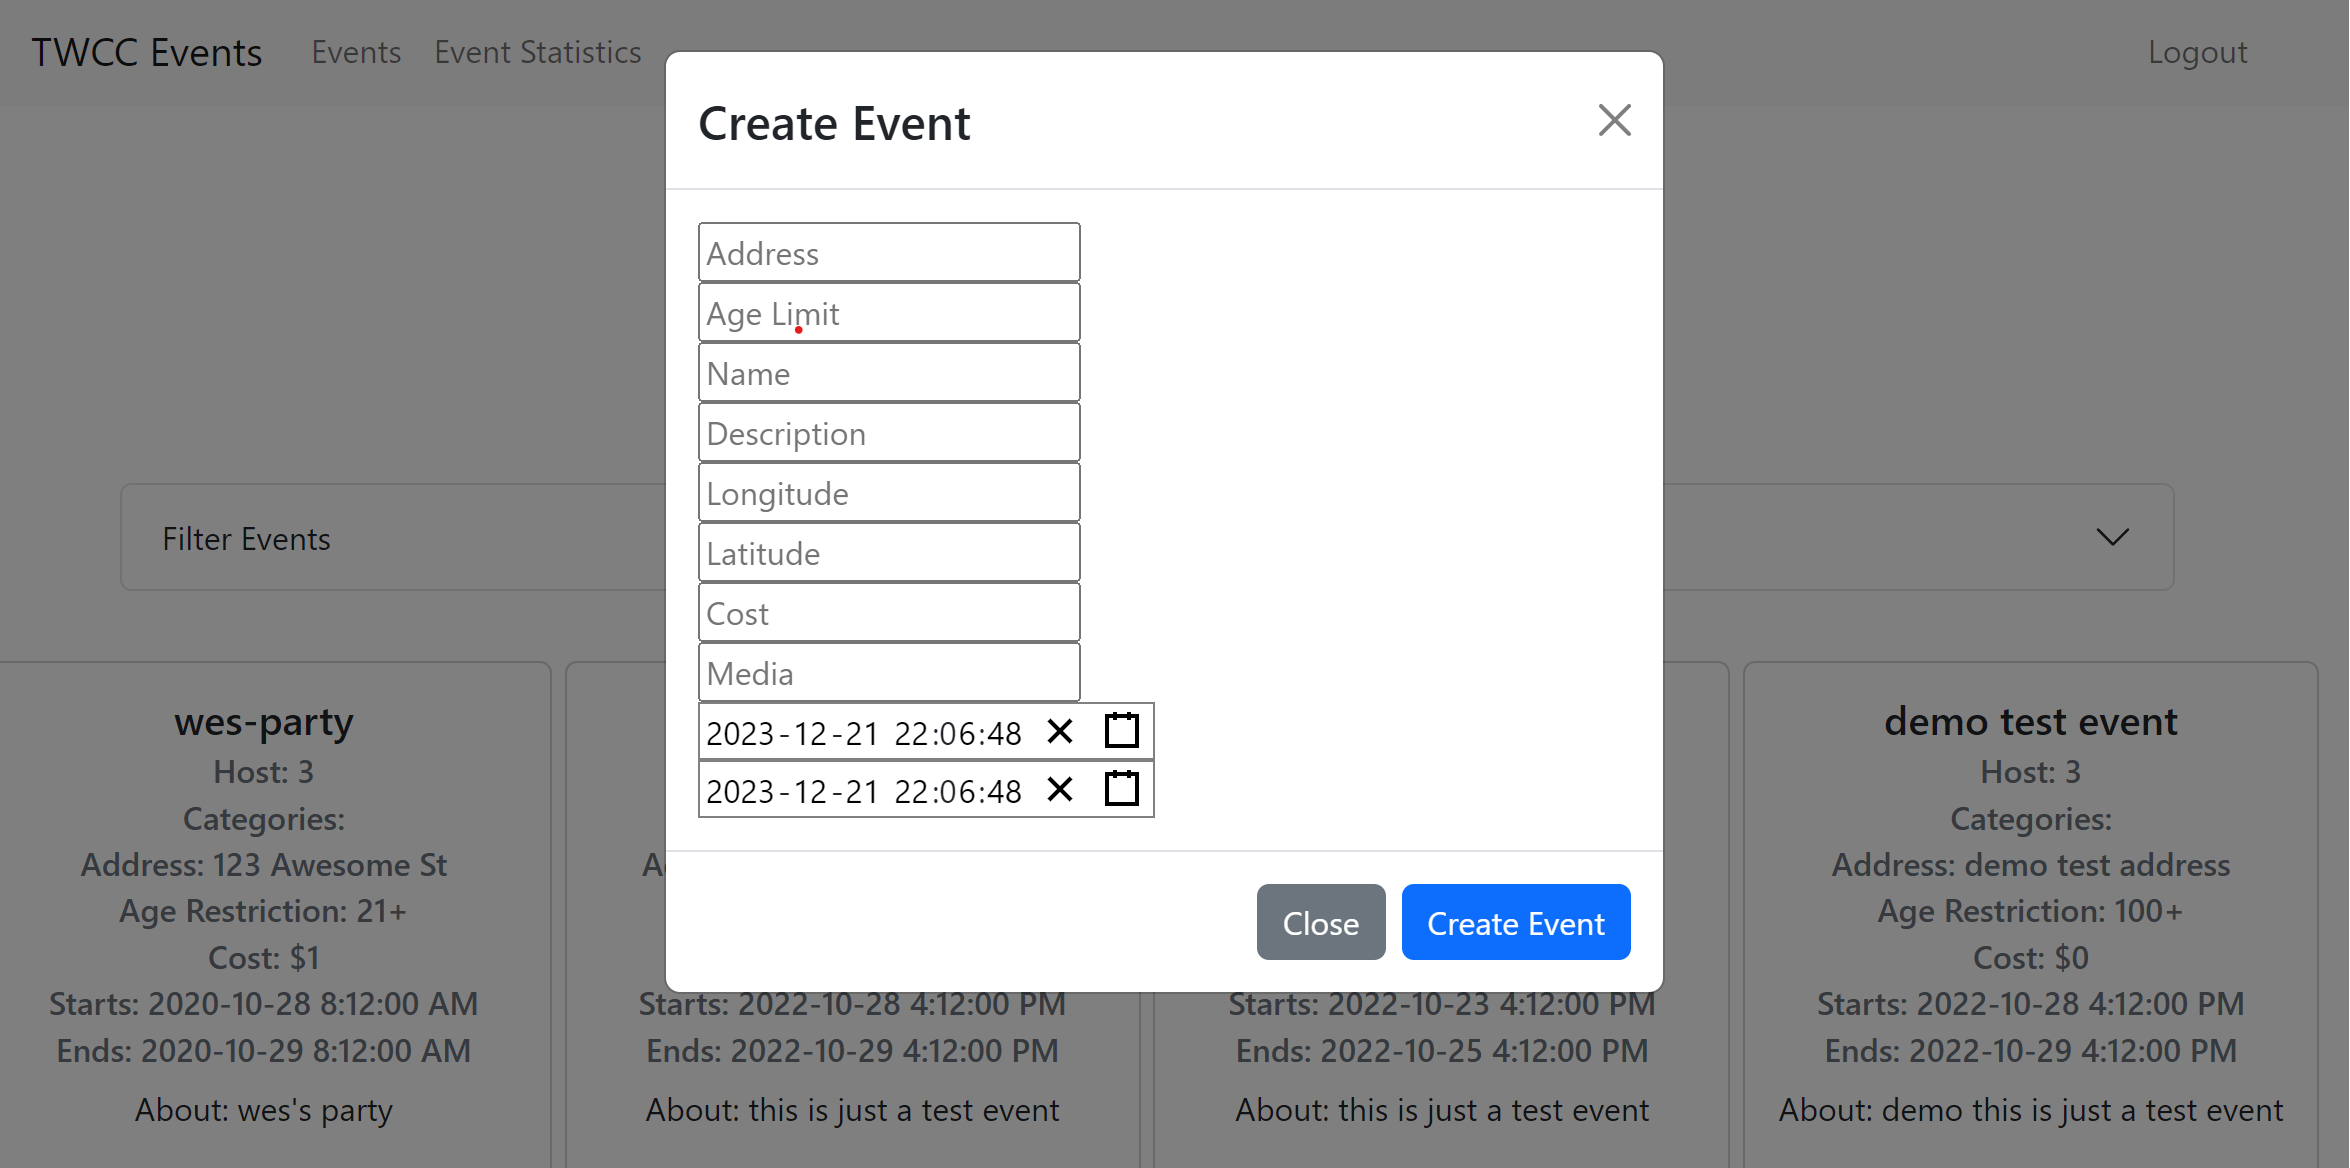 TWCC Events Events Event Statistics Logout
Create Event
Address
Age Limit
Name
Description
Longitude
Latitude
Cost
Media
2023-12-21 22:06:48
2023-12-21 22:06:48
Close Create Event
Filter Events
wes-party
Host: 3
Categories:
Address: 123 Awesome St
Age Restriction: 21+
Cost: $1
Starts: 2020-10-28 8:12:00 AM
Ends: 2020-10-29 8:12:00 AM
About: wes's party
Starts: 2022-10-28 4:12:00 PM
Ends: 2022-10-29 4:12:00 PM
About: this is just a test event
Starts: 2022-10-23 4:12:00 PM
Ends: 2022-10-25 4:12:00 PM
About: this is just a test event
demo test event
Host: 3
Categories:
Address: demo test address
Age Restriction: 100+
Cost: $0
Starts: 2022-10-28 4:12:00 PM
Ends: 2022-10-29 4:12:00 PM
About: demo this is just a test event